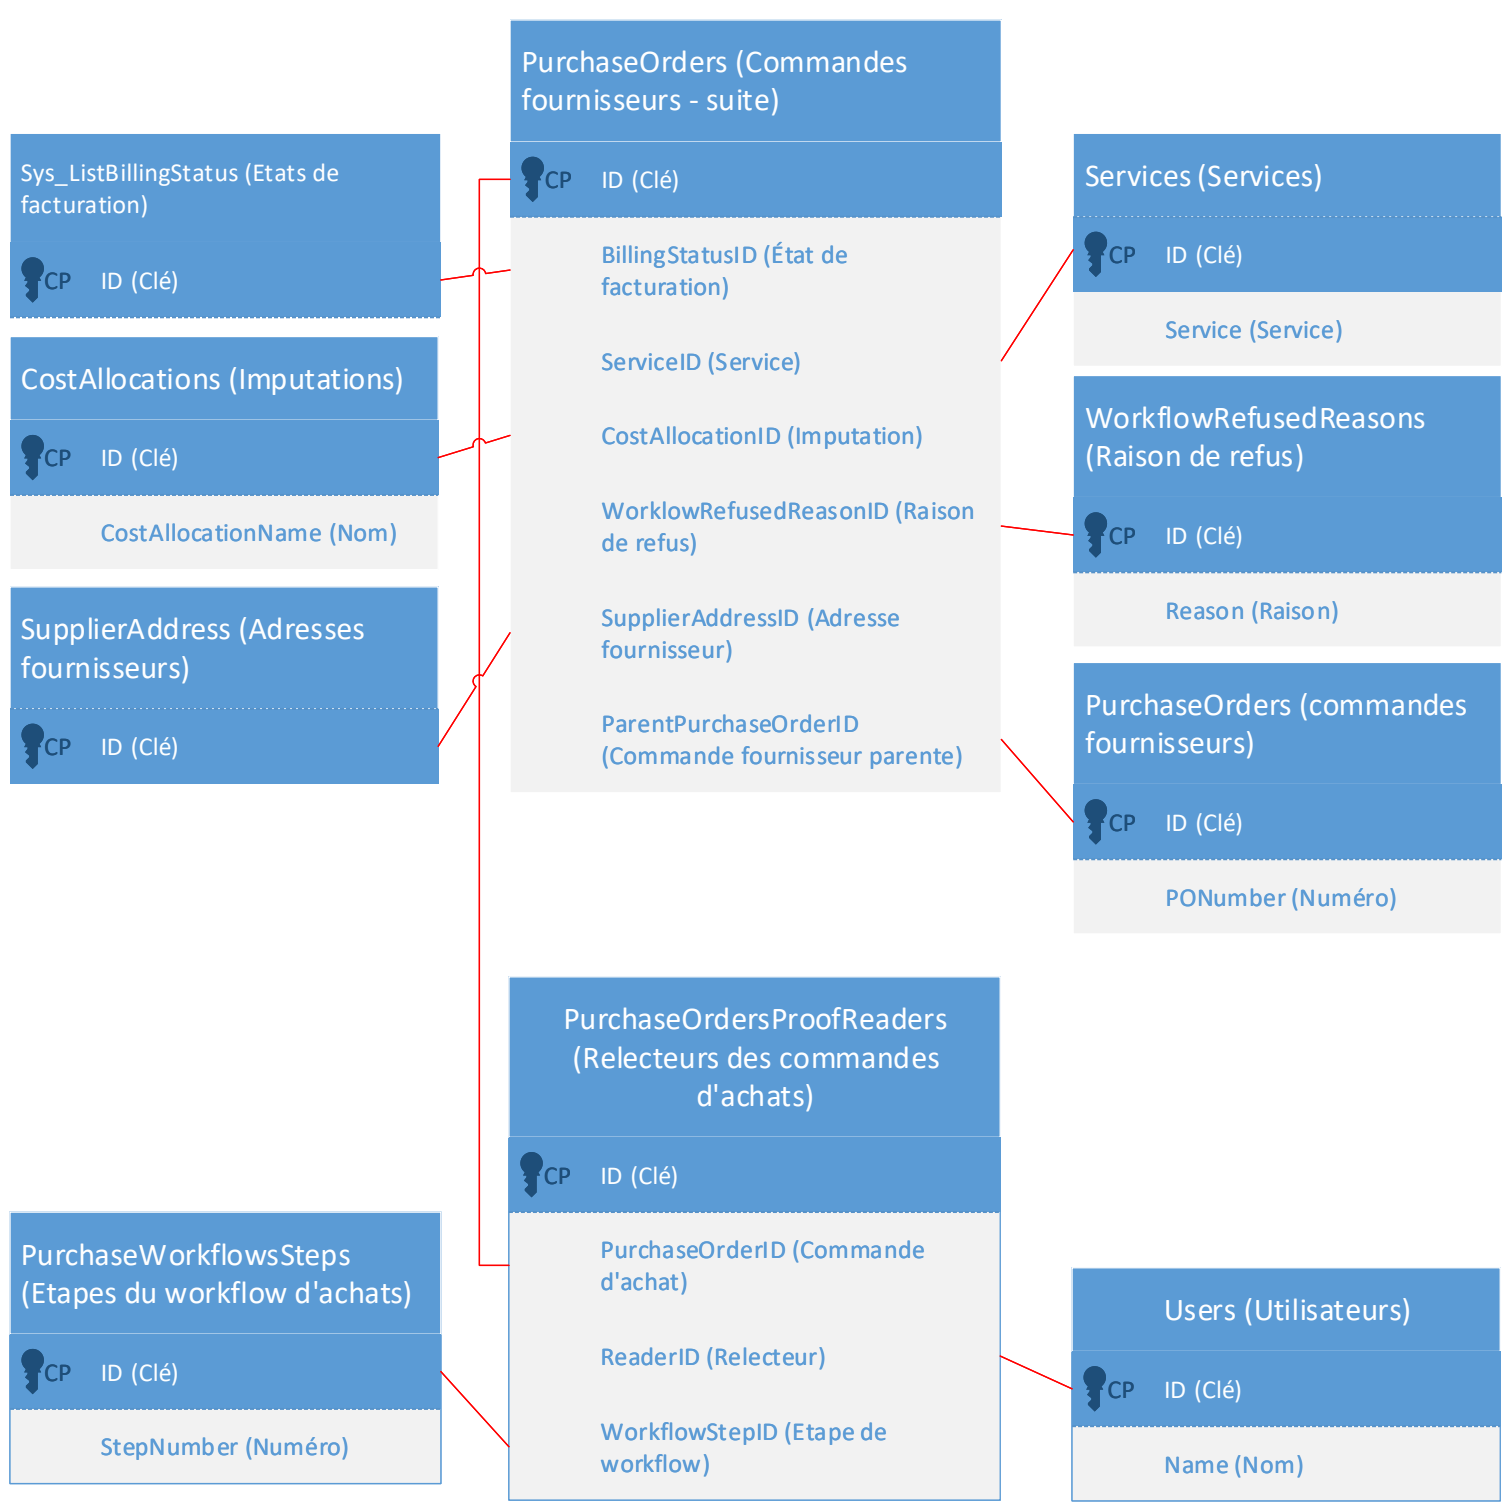 PurchaseOrders (Commandes
fournisseurs - suite)
CP ID (Clé)
BillingStatusID (État de
facturation)
ServiceID (Service)
CostAllocationID (Imputation)
WorklowRefusedReasonID (Raison
de refus)
SupplierAddressID (Adresse
fournisseur)
ParentPurchaseOrderID
(Commande fournisseur parente)
Sys_ListBillingStatus (Etats de
facturation)
CP ID (Clé)
CostAllocations (Imputations)
CP ID (Clé)
CostAllocationName (Nom)
SupplierAddress (Adresses
fournisseurs)
CP ID (Clé)
Services (Services)
CP ID (Clé)
Service (Service)
WorkflowRefusedReasons
(Raison de refus)
CP ID (Clé)
Reason (Raison)
PurchaseOrders (commandes
fournisseurs)
CP ID (Clé)
PONumber (Numéro)
PurchaseOrdersProofReaders
(Relecteurs des commandes
d'achats)
CP ID (Clé)
PurchaseOrderID (Commande
d'achat)
ReaderID (Relecteur)
WorkflowStepID (Etape de
workflow)
PurchaseWorkflowsSteps
(Etapes du workflow d'achats)
CP ID (Clé)
StepNumber (Numéro)
Users (Utilisateurs)
CP ID (Clé)
Name (Nom)